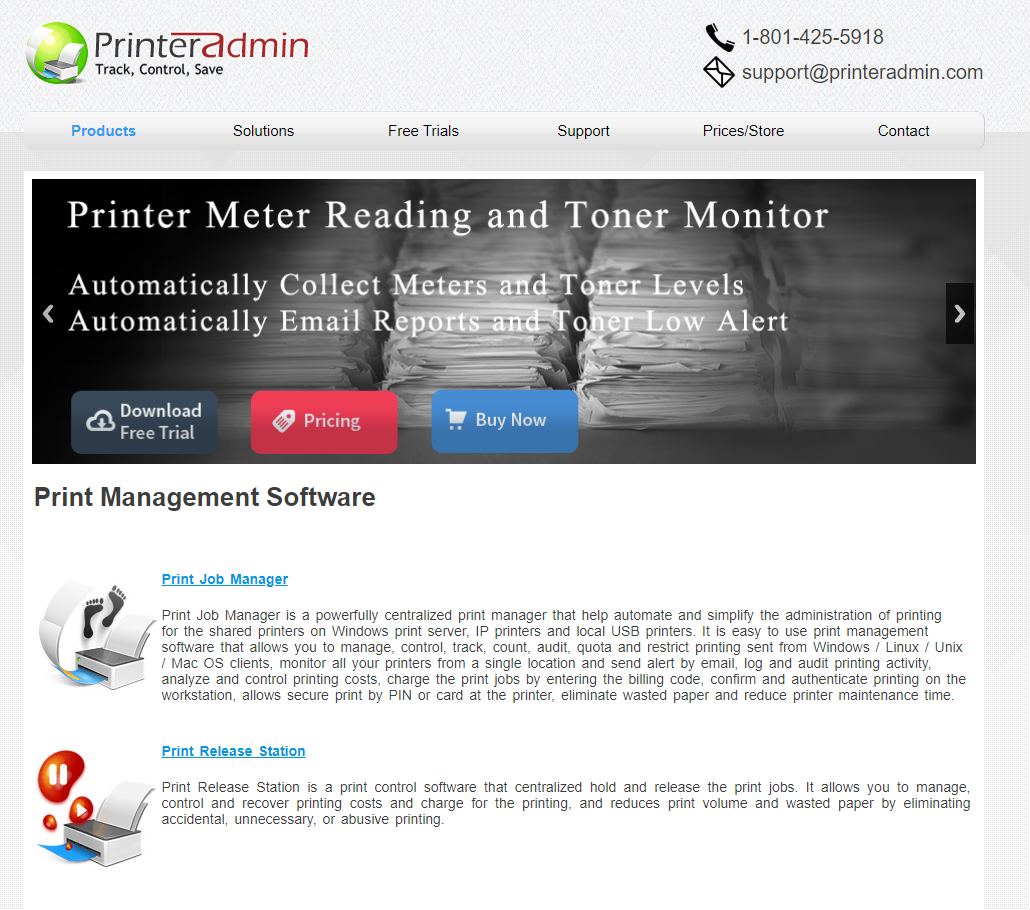 PrinterAdmin
Track, Control, Save
1-801-425-5918
support@printeradmin.com
Products Solutions Free Trials Support Prices/Store Contact
Printer Meter Reading and Toner Monitor
Automatically Collect Meters and Toner Levels
Automatically Email Reports and Toner Low Alert
Download
Free Trial
Pricing
Buy Now
Print Management Software
Print Job Manager
Print Job Manager is a powerfully centralized print manager that help automate and simplify the administration of printing
for the shared printers on Windows print server, IP printers and local USB printers. It is easy to use print management
software that allows you to manage, control, track, count, audit, quota and restrict printing sent from Windows / Linux / Unix
/ Mac OS clients, monitor all your printers from a single location and send alert by email, log and audit printing activity,
analyze and control printing costs, charge the print jobs by entering the billing code, confirm and authenticate printing on the
workstation, allows secure print by PIN or card at the printer, eliminate wasted paper and reduce printer maintenance time.
Print Release Station
Print Release Station is a print control software that centralized hold and release the print jobs. It allows you to manage,
control and recover printing costs and charge for the printing, and reduces print volume and wasted paper by eliminating
accidental, unnecessary, or abusive printing.